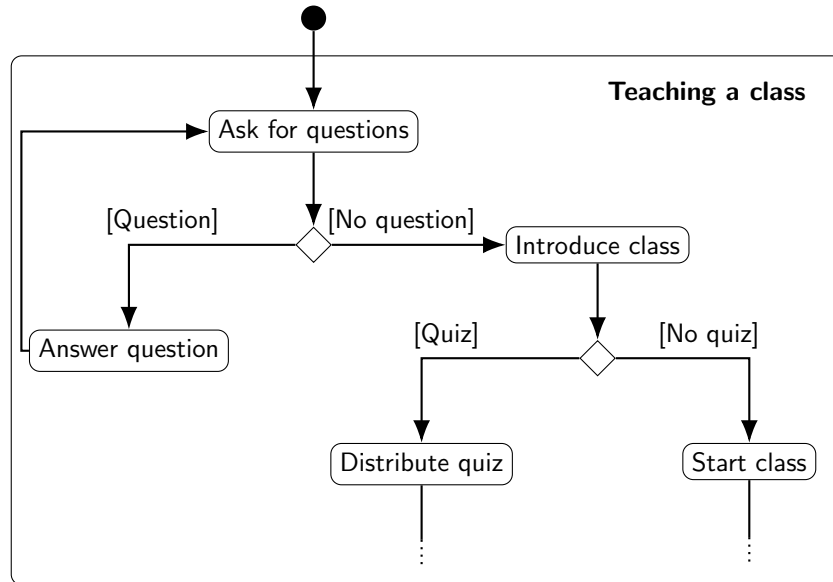 Teaching a class
Ask for questions
[Question]
[No question]
Introduce class
Answer question
[Quiz]
[No quiz]
Distribute quiz
Start class